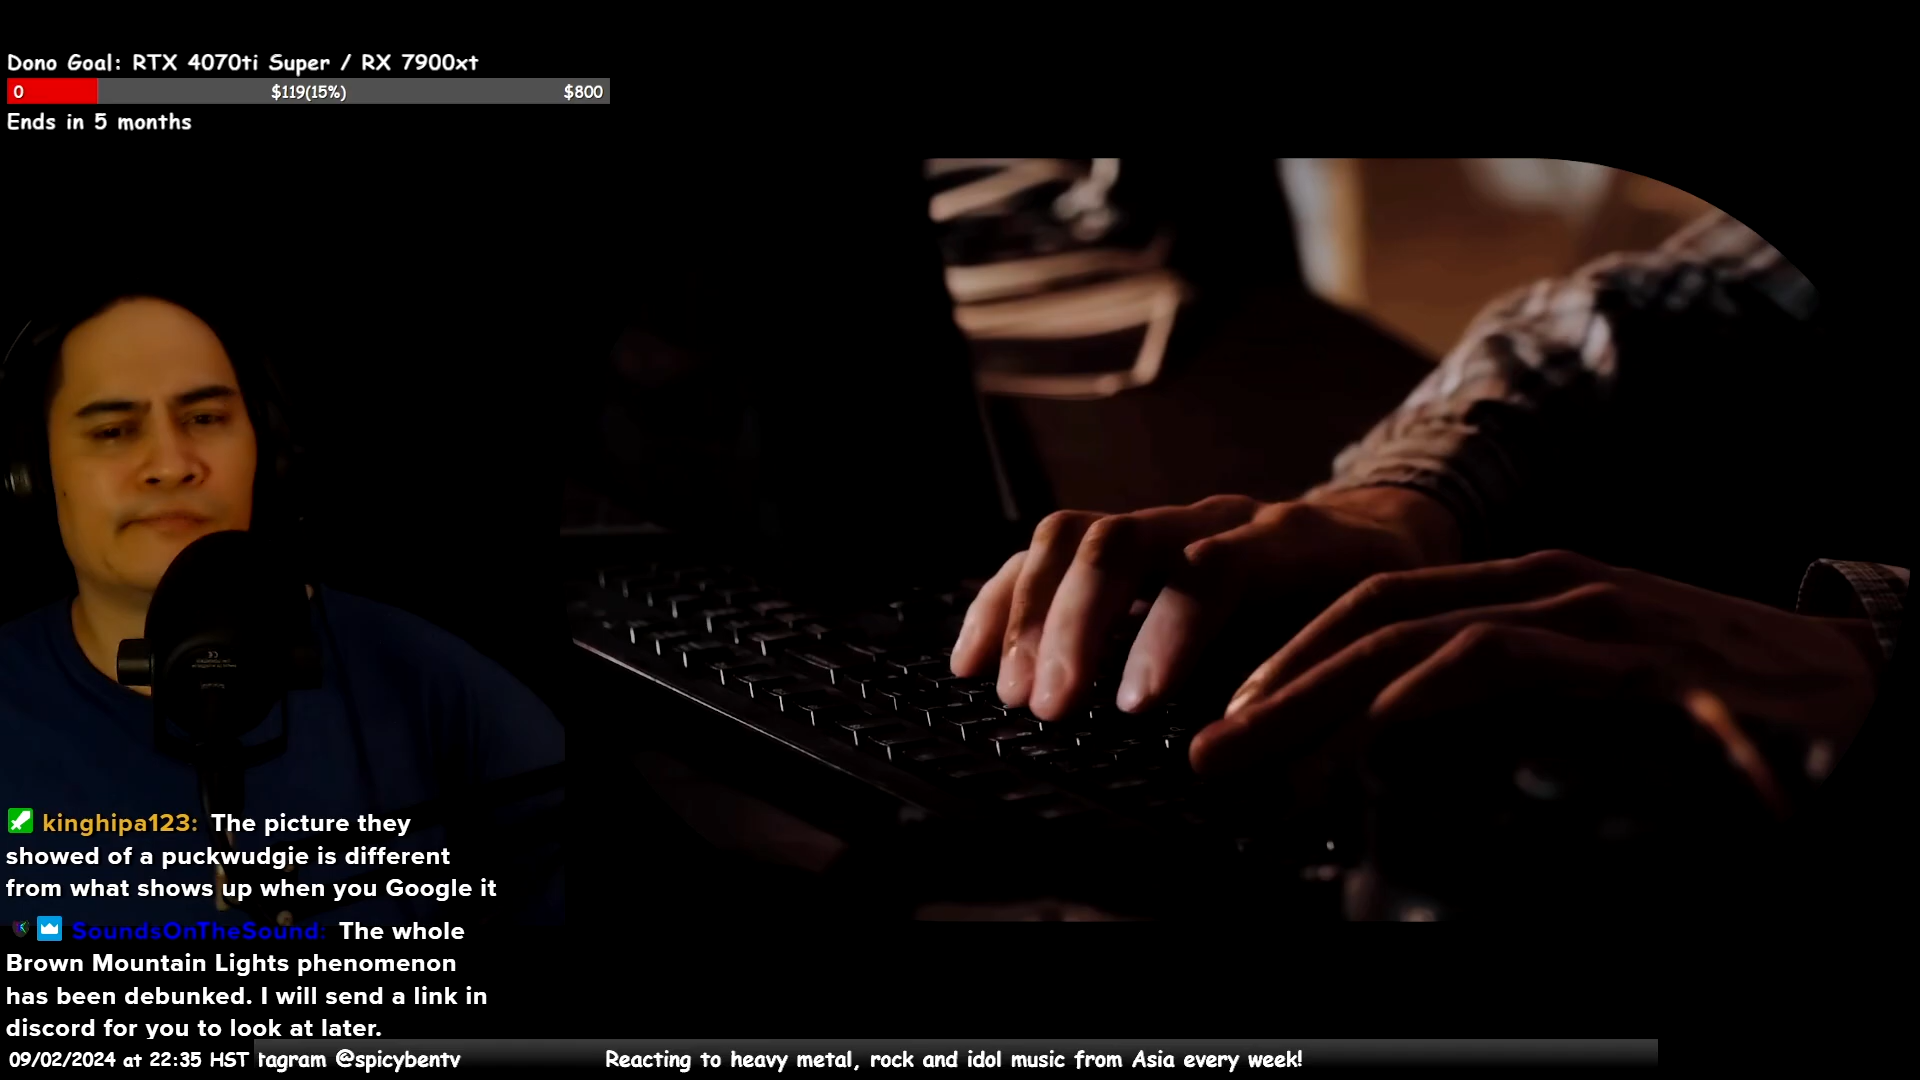 Dono Goal: RTX 4070ti Super / RX 7900xt
0 $119(15%) $800
Ends in 5 months
kinghipa123: The picture they
showed of a puckwudgie is different
from what shows up when you Google it
SoundsOnTheSound: The whole
Brown Mountain Lights phenomenon
has been debunked. I will send a link in
discord for you to look at later.
09/02/2024 at 22:35 HST tagram @spicybentv Reacting to heavy metal, rock and idol music from Asia every week!